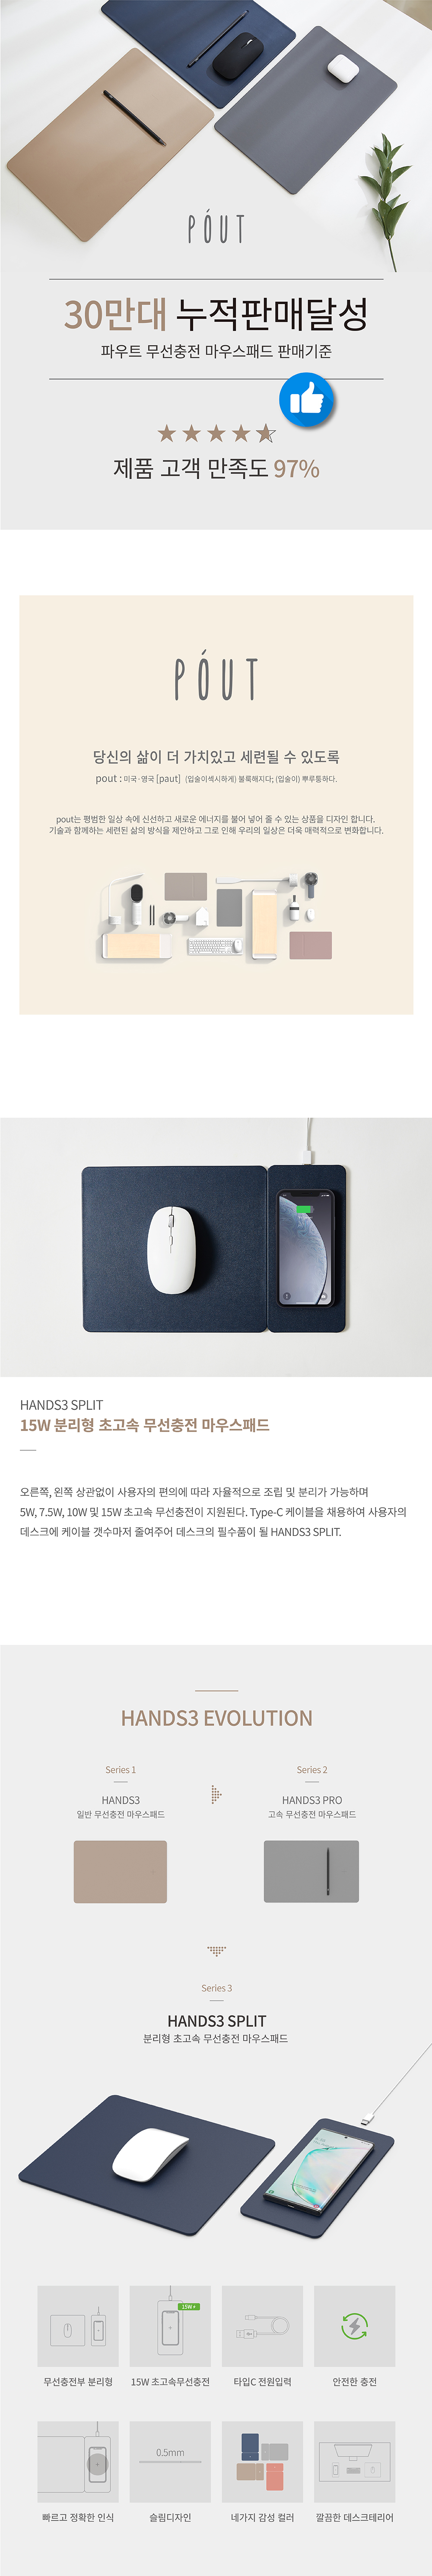 PÓUT
30만대 누적판매달성
파우트 무선충전 마우스패드 판매기준
제품 고객 만족도 97%
PÓUT
당신의 삶이 더 가치있고 세련될 수 있도록
pout : 미국·영국 [paut] (입술이섹시하게) 볼록해지다; (입술이) 뿌루퉁하다.
pout는 평범한 일상 속에 신선하고 새로운 에너지를 불어 넣어 줄 수 있는 상품을 디자인 합니다.
기술과 함께하는 세련된 삶의 방식을 제안하고 그로 인해 우리의 일상은 더욱 매력적으로 변화합니다.
HANDS3 SPLIT
15W 분리형 초고속 무선충전 마우스패드
오른쪽, 왼쪽 상관없이 사용자의 편의에 따라 자율적으로 조립 및 분리가 가능하며
5W, 7.5W, 10W 및 15W 초고속 무선충전이 지원된다. Type-C 케이블을 채용하여 사용자의
데스크에 케이블 갯수마저 줄여주어 데스크의 필수품이 될 HANDS3 SPLIT.
HANDS3 EVOLUTION
Series 1
HANDS3
일반 무선충전 마우스패드
Series 2
HANDS3 PRO
고속 무선충전 마우스패드
Series 3
HANDS3 SPLIT
분리형 초고속 무선충전 마우스패드
15W+
무선충전부 분리형
15W 초고속무선충전
타입C 전원입력
안전한 충전
0.5mm
빠르고 정확한 인식
슬림디자인
네가지 감성 컬러
깔끔한 데스크테리어